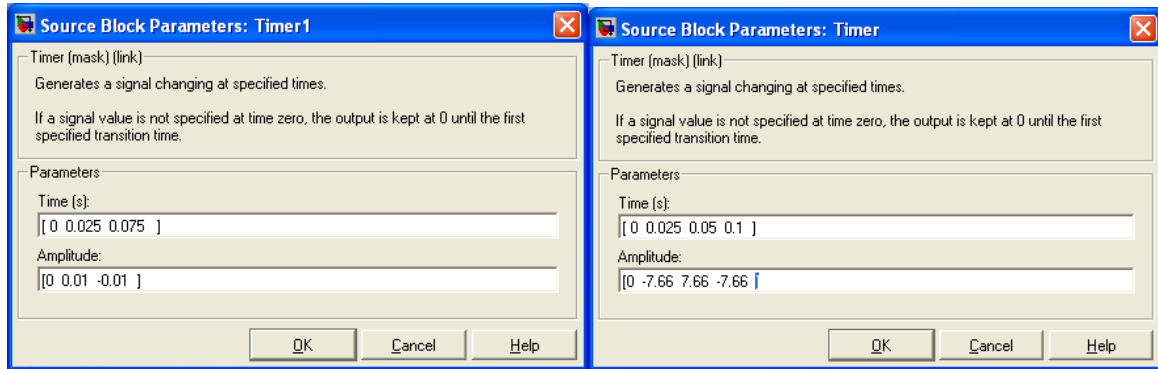 Source Block Parameters: Timer1
Timer (mask) (link)
Generates a signal changing at specified times.
If a signal value is not specified at time zero, the output is kept at 0 until the first
specified transition time.
Parameters
Time (s):
[ 0 0.025 0.075 ]
Amplitude:
[0 0.01 -0.01 ]
OK Cancel Help
Source Block Parameters: Timer
Timer (mask) (link)
Generates a signal changing at specified times.
If a signal value is not specified at time zero, the output is kept at 0 until the first
specified transition time.
Parameters
Time (s):
[ 0 0.025 0.05 0.1 ]
Amplitude:
[0 -7.66 7.66 -7.66 ]
OK Cancel Help